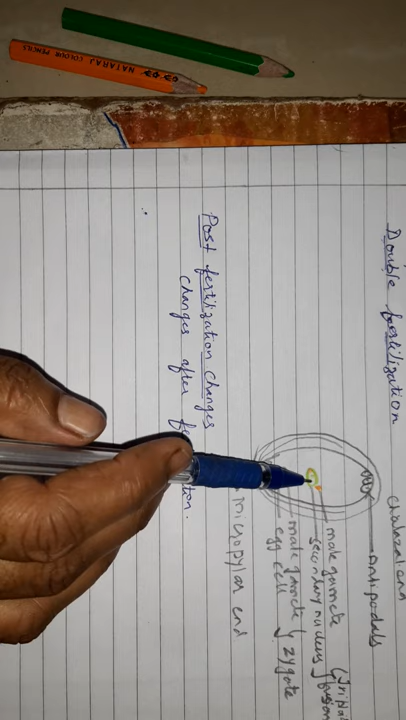 Double fertilization
chalazal end
Antipodals
male gamete
secondary nucleus } fusion
male gamete } zygote
egg cell
micropylar end
Post fertilization changes
changes after
NATARAJ COLOUR PENCILS